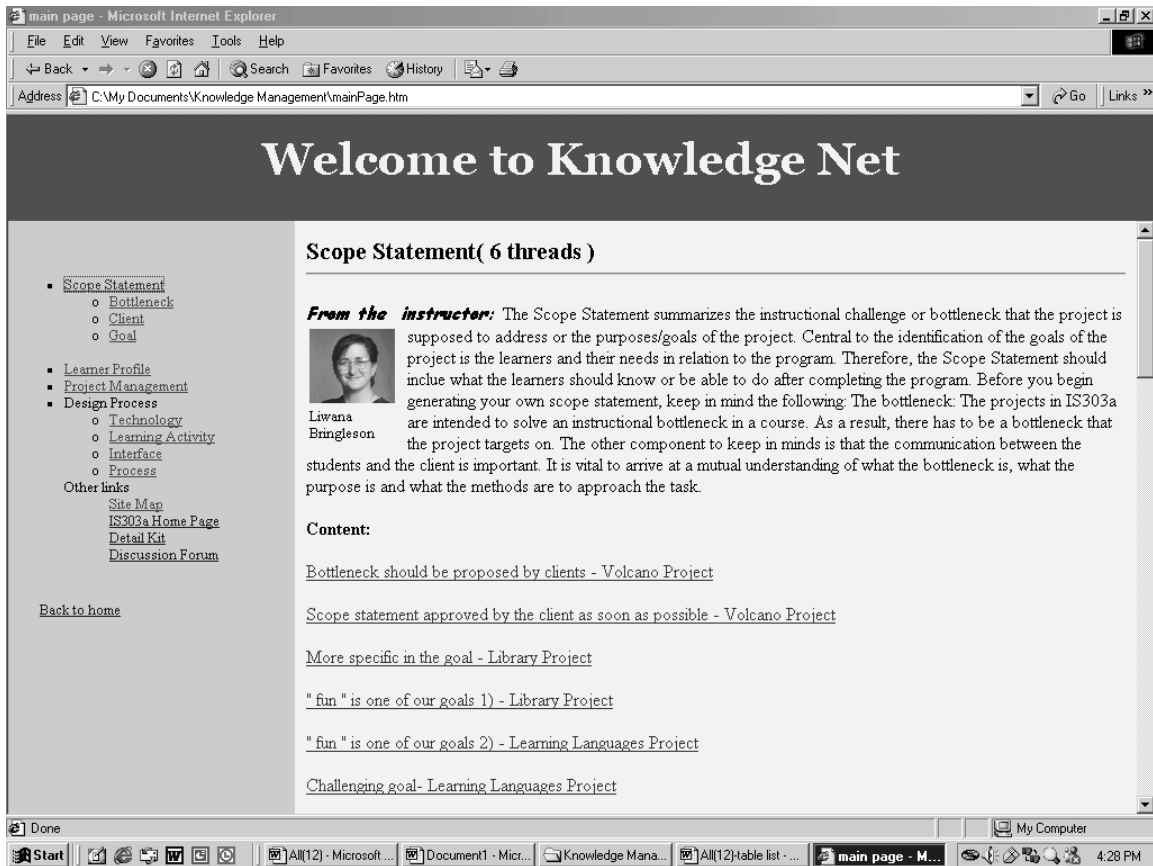 main page - Microsoft Internet Explorer
File Edit View Favorites Tools Help
Back Search Favorites History
Address C:\My Documents\Knowledge Management\mainPage.htm Go Links »
Welcome to Knowledge Net
Scope Statement
Bottleneck
Client
Goal
Learner Profile
Project Management
Design Process
Technology
Learning Activity
Interface
Process
Other links
Site Map
IS303a Home Page
Detail Kit
Discussion Forum
Back to home
Scope Statement( 6 threads )
From the instructor: The Scope Statement summarizes the instructional challenge or bottleneck that the project is
supposed to address or the purposes/goals of the project. Central to the identification of the goals of the
project is the learners and their needs in relation to the program. Therefore, the Scope Statement should
inclue what the learners should know or be able to do after completing the program. Before you begin
generating your own scope statement, keep in mind the following: The bottleneck: The projects in IS303a
are intended to solve an instructional bottleneck in a course. As a result, there has to be a bottleneck that
the project targets on. The other component to keep in minds is that the communication between the
students and the client is important. It is vital to arrive at a mutual understanding of what the bottleneck is, what the
purpose is and what the methods are to approach the task.
Liwana
Bringleson
Content:
Bottleneck should be proposed by clients - Volcano Project
Scope statement approved by the client as soon as possible - Volcano Project
More specific in the goal - Library Project
" fun " is one of our goals 1) - Library Project
" fun " is one of our goals 2) - Learning Languages Project
Challenging goal- Learning Languages Project
Done My Computer
Start All(12) - Microsoft ... Document1 - Micr... Knowledge Mana... All(12)-table list - ... main page - M... 4:28 PM